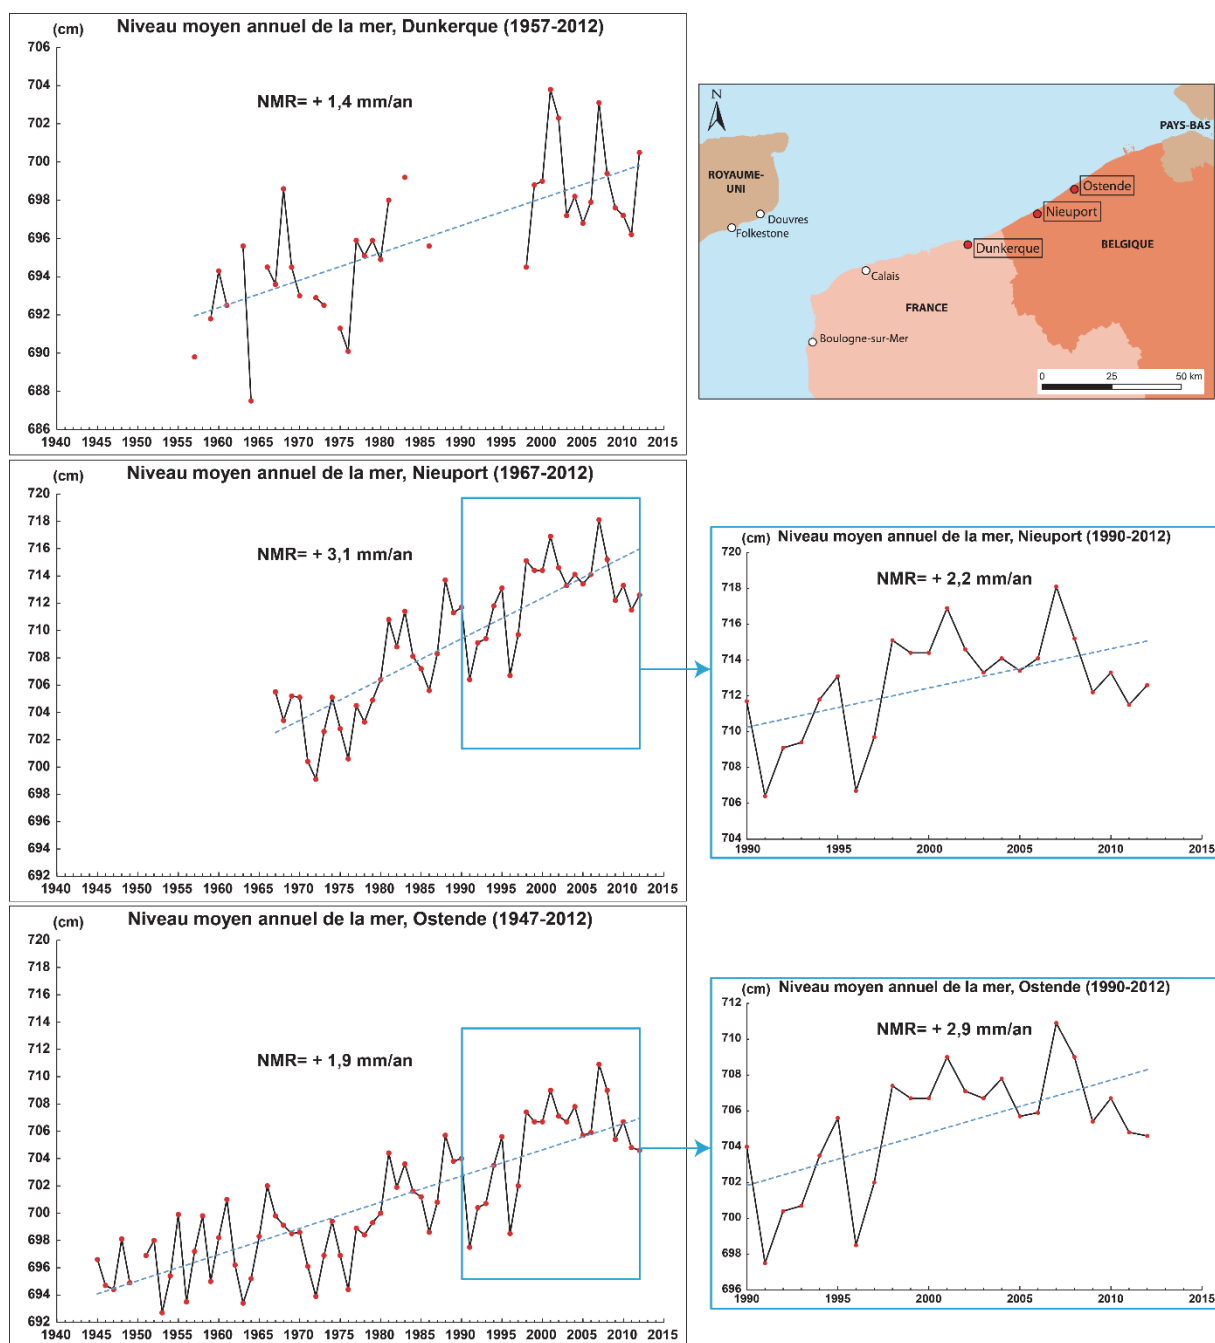 (cm)
Niveau moyen annuel de la mer, Dunkerque (1957-2012)
NMR= + 1,4 mm/an
706
704
702
700
698
696
694
692
690
688
686
1940 1945 1950 1955 1960 1965 1970 1975 1980 1985 1990 1995 2000 2005 2010 2015
N
PAYS-BAS
ROYAUME-
UNI
Ostende
Nieuport
Douvres
Folkestone
Dunkerque
BELGIQUE
Calais
FRANCE
Boulogne-sur-Mer
0 25 50 km
(cm)
Niveau moyen annuel de la mer, Nieuport (1967-2012)
NMR= + 3,1 mm/an
720
718
716
714
712
710
708
706
704
702
700
698
696
694
692
1940 1945 1950 1955 1960 1965 1970 1975 1980 1985 1990 1995 2000 2005 2010 2015
(cm) Niveau moyen annuel de la mer, Nieuport (1990-2012)
NMR= + 2,2 mm/an
720
718
716
714
712
710
708
706
704
1990 1995 2000 2005 2010 2015
(cm)
Niveau moyen annuel de la mer, Ostende (1947-2012)
NMR= + 1,9 mm/an
720
718
716
714
712
710
708
706
704
702
700
698
696
694
692
1940 1945 1950 1955 1960 1965 1970 1975 1980 1985 1990 1995 2000 2005 2010 2015
(cm) Niveau moyen annuel de la mer, Ostende (1990-2012)
NMR= + 2,9 mm/an
712
710
708
706
704
702
700
698
696
1990 1995 2000 2005 2010 2015